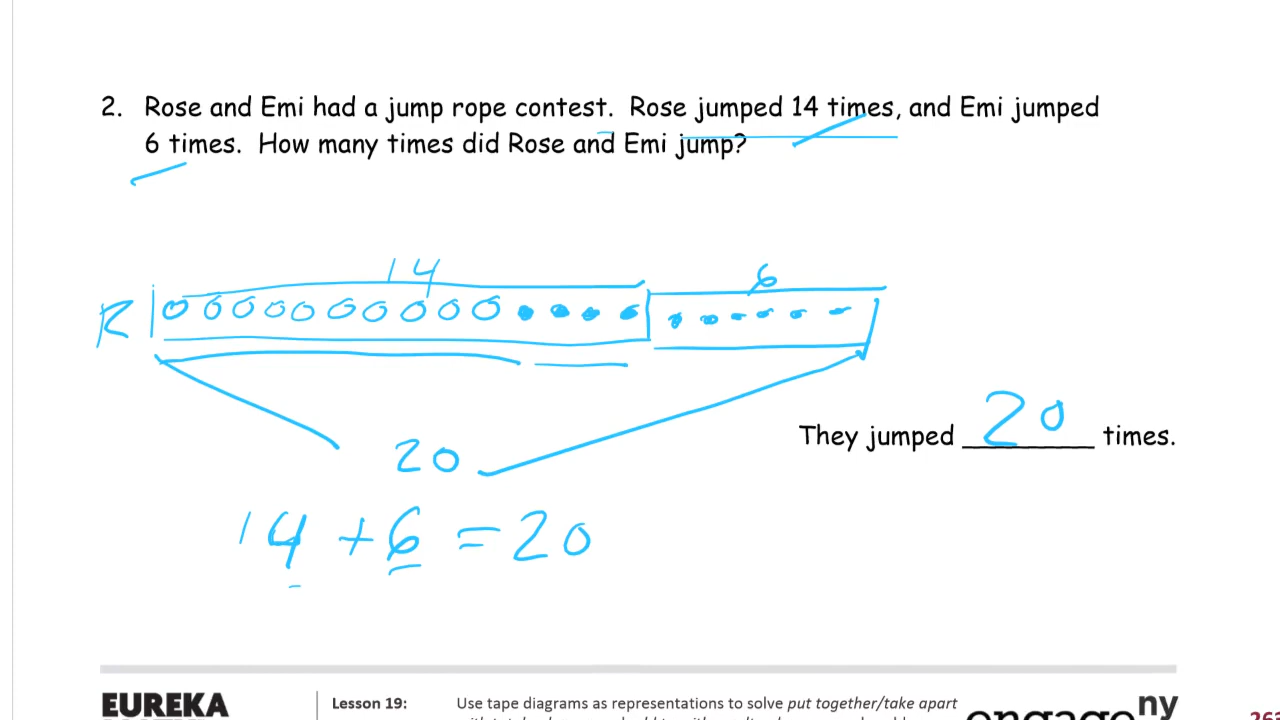 2. Rose and Emi had a jump rope contest. Rose jumped 14 times, and Emi jumped
6 times. How many times did Rose and Emi jump?
14
6
R
20
They jumped 20 times.
14 + 6 = 20
EUREKA
Lesson 19:
Use tape diagrams as representations to solve put together/take apart
ny